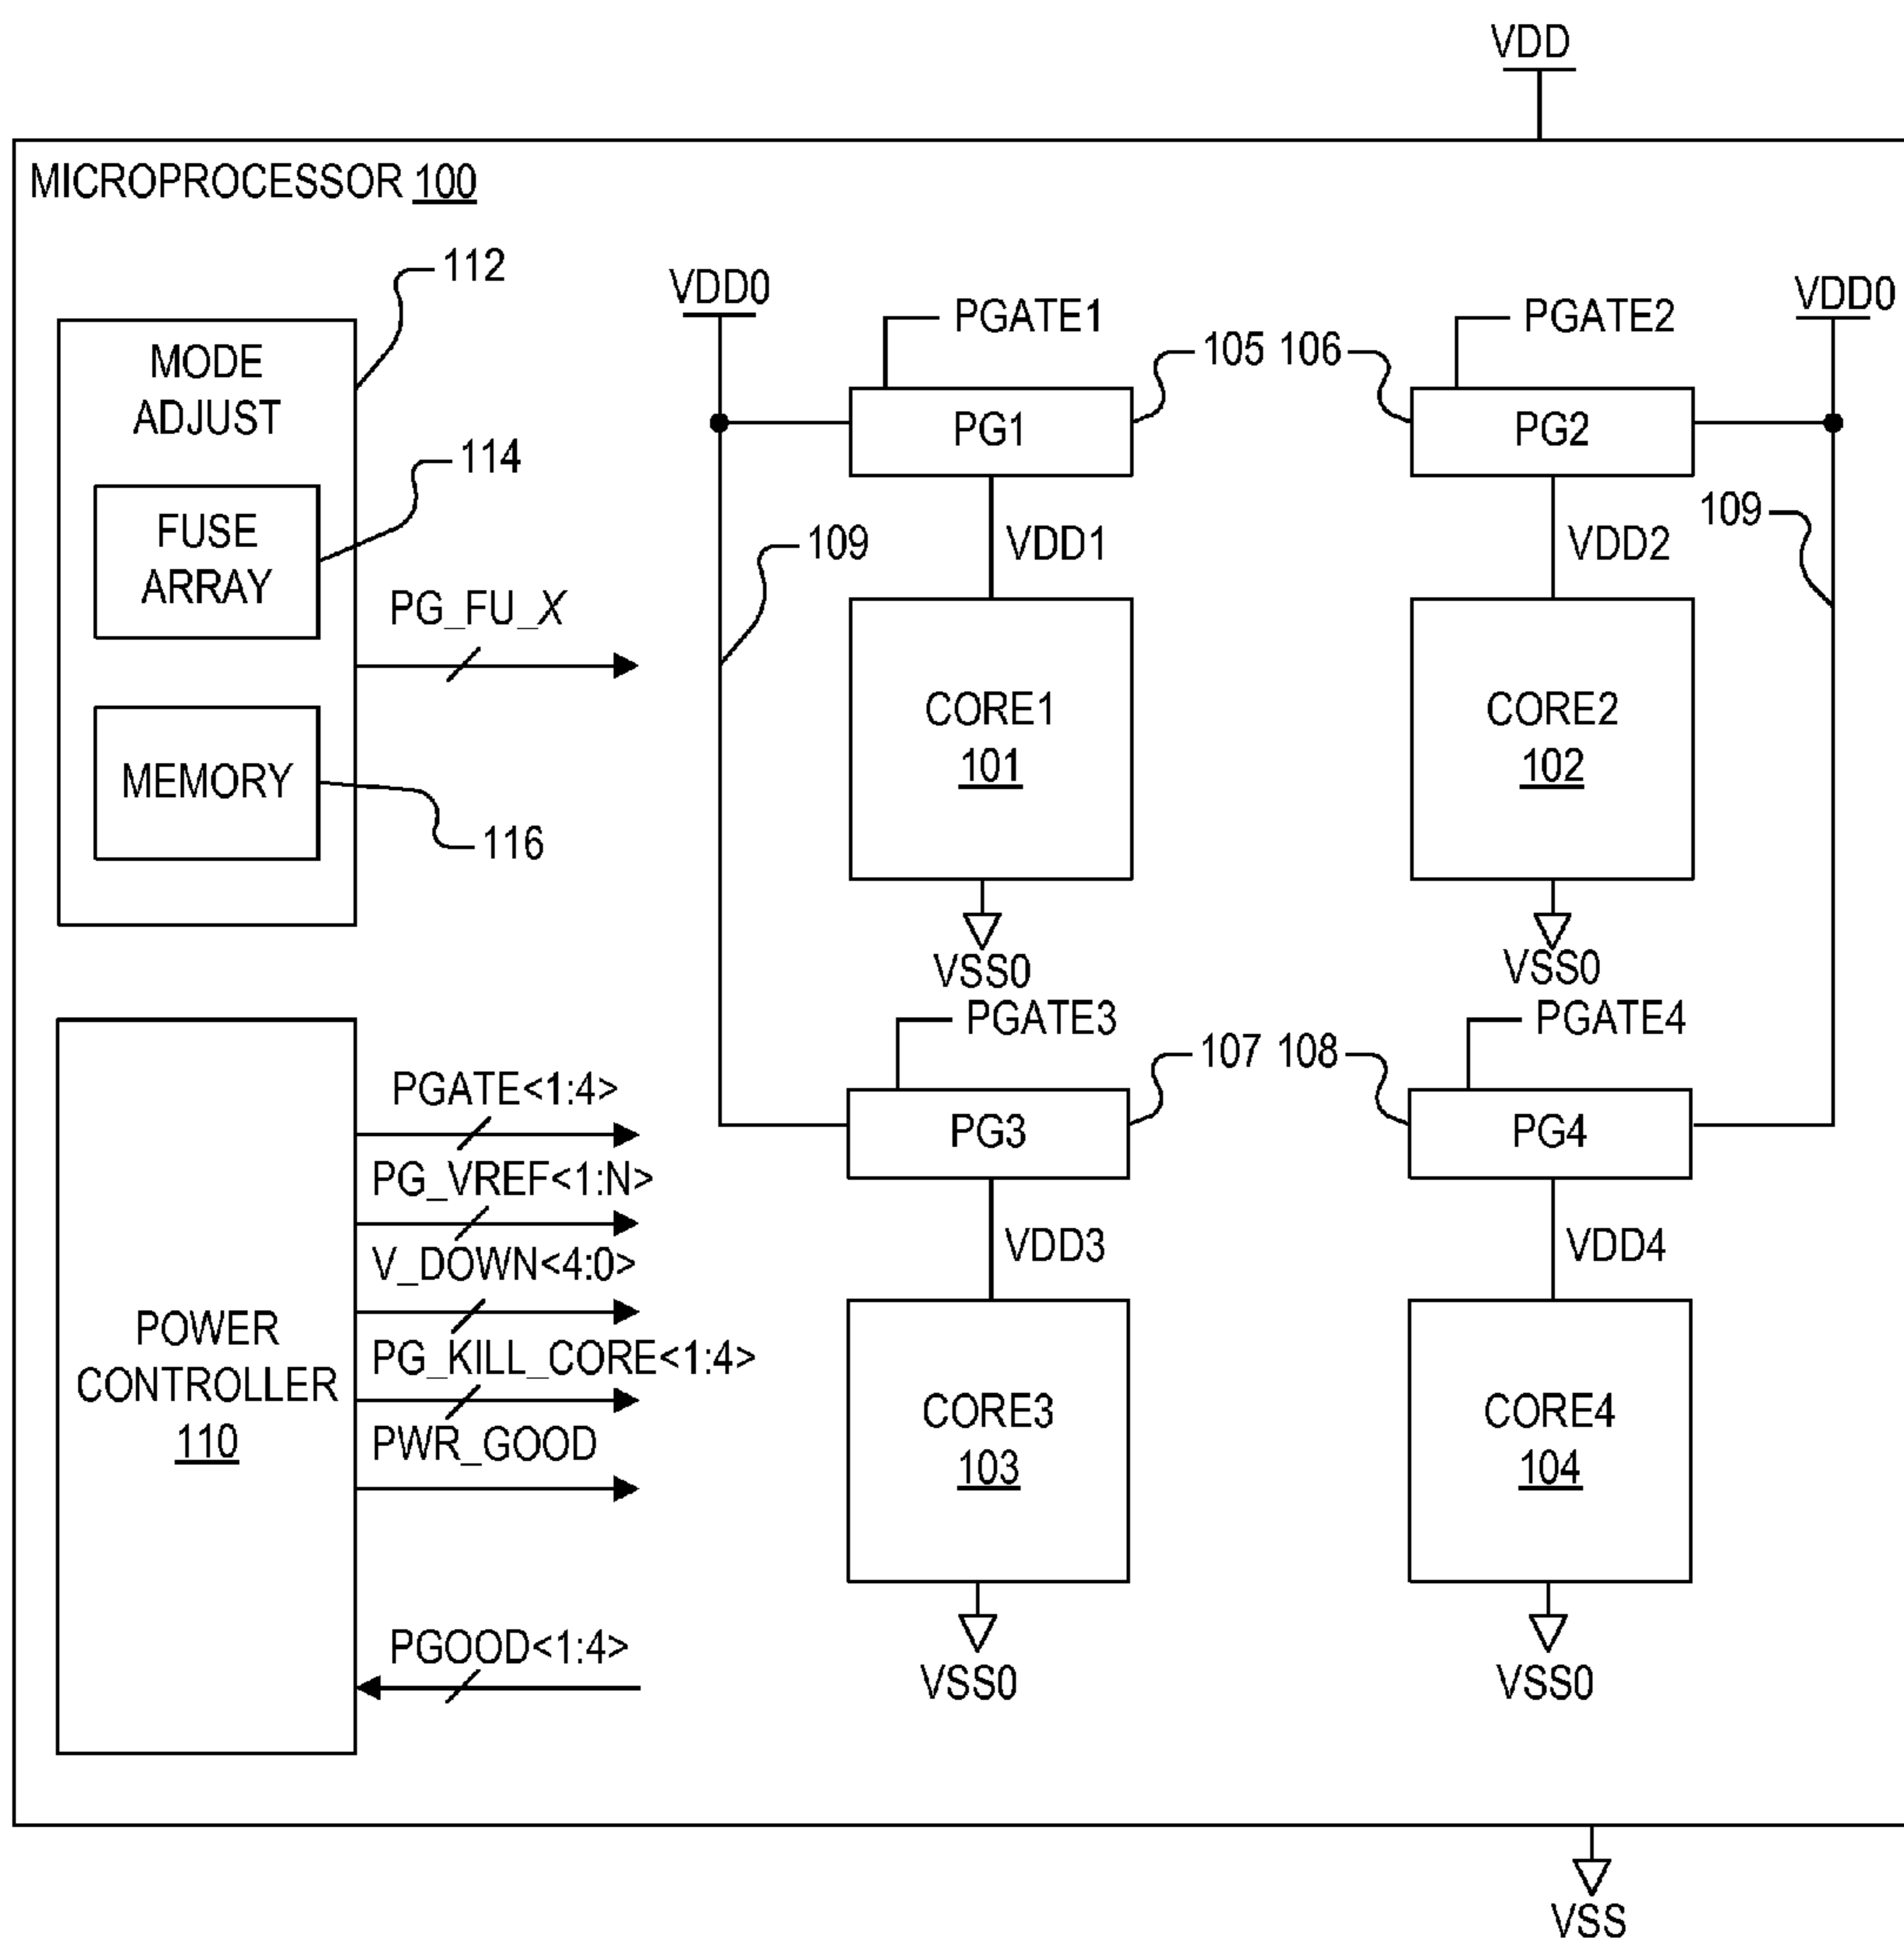 VDD
MICROPROCESSOR 100
112
MODE
ADJUST
114
FUSE
ARRAY
PG_FU_X
MEMORY
116
VDD0
PGATE1
105
106
PGATE2
VDD0
PG1
PG2
109
VDD1
VDD2
109
CORE1
101
CORE2
102
VSS0
VSS0
PGATE3
107
108
PGATE4
PG3
PG4
VDD3
VDD4
CORE3
103
CORE4
104
VSS0
VSS0
POWER
CONTROLLER
110
PGATE<1:4>
PG_VREF<1:N>
V_DOWN<4:0>
PG_KILL_CORE<1:4>
PWR_GOOD
PGOOD<1:4>
VSS